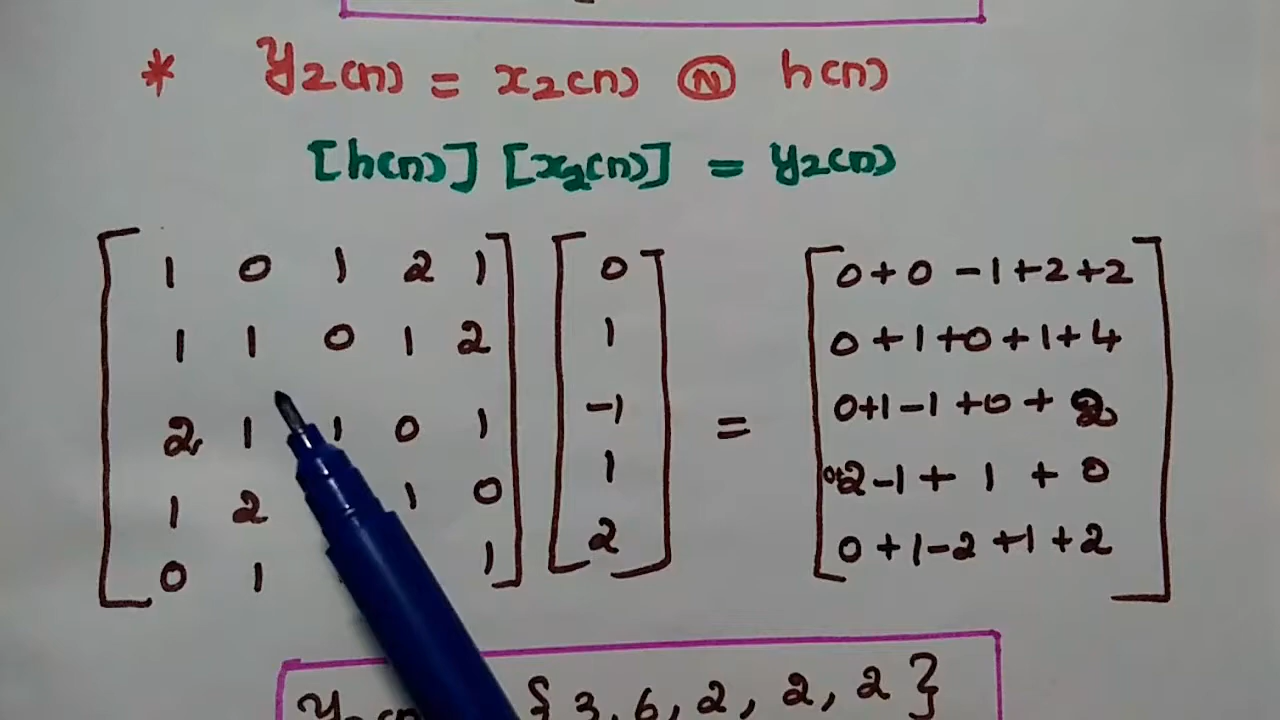 * y2(n) = x2(n) Ⓝ h(n)
[h(n)] [x2(n)] = y2(n)
1 0 1 2 1 0 0+0-1+2+2
1 1 0 1 2 1 0+1+0+1+4
2 1 1 0 1 -1 = 0+1-1+0+2
1 2 1 0 1 0+2-1+1+0
0 1 1 2 0+1-2+1+2
{3, 6, 2, 2, 2}